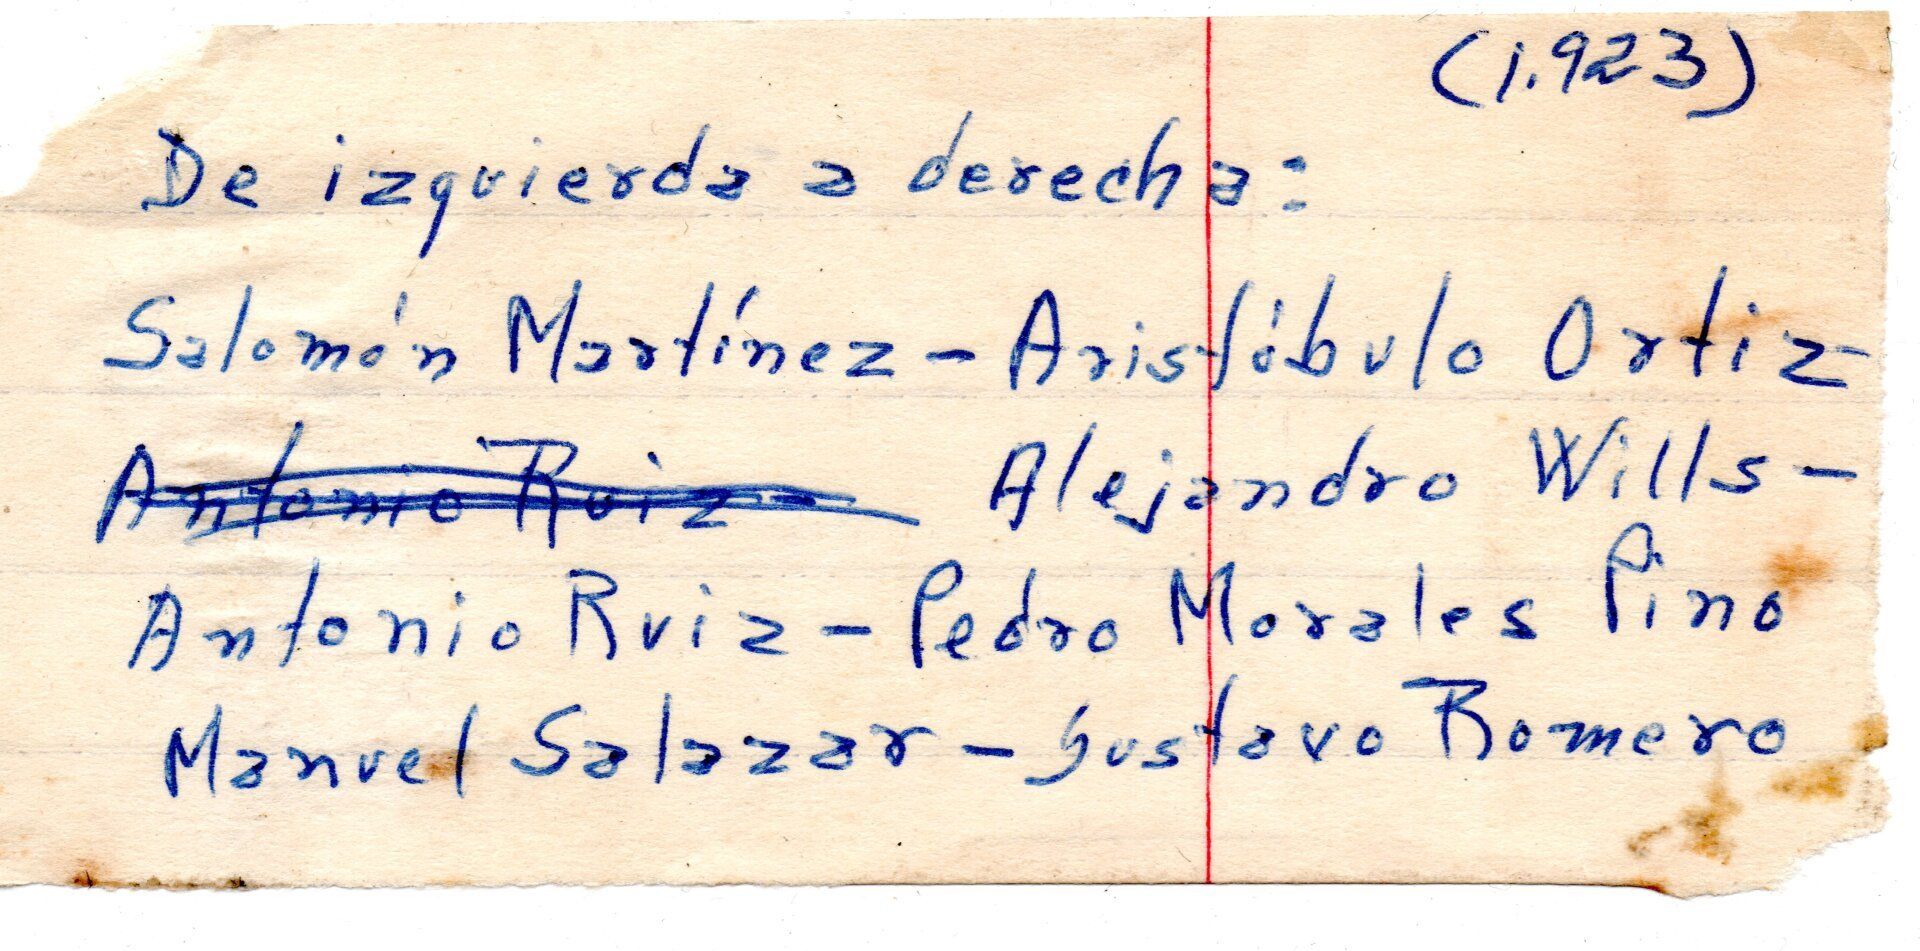 (1.923)
De izquierda a derecha:
Salomón Martínez - Aristóbulo Ortiz
Antonio Ruiz - Alejandro Wills -
Antonio Ruiz - Pedro Morales Pino
Manuel Salazar - Gustavo Romero